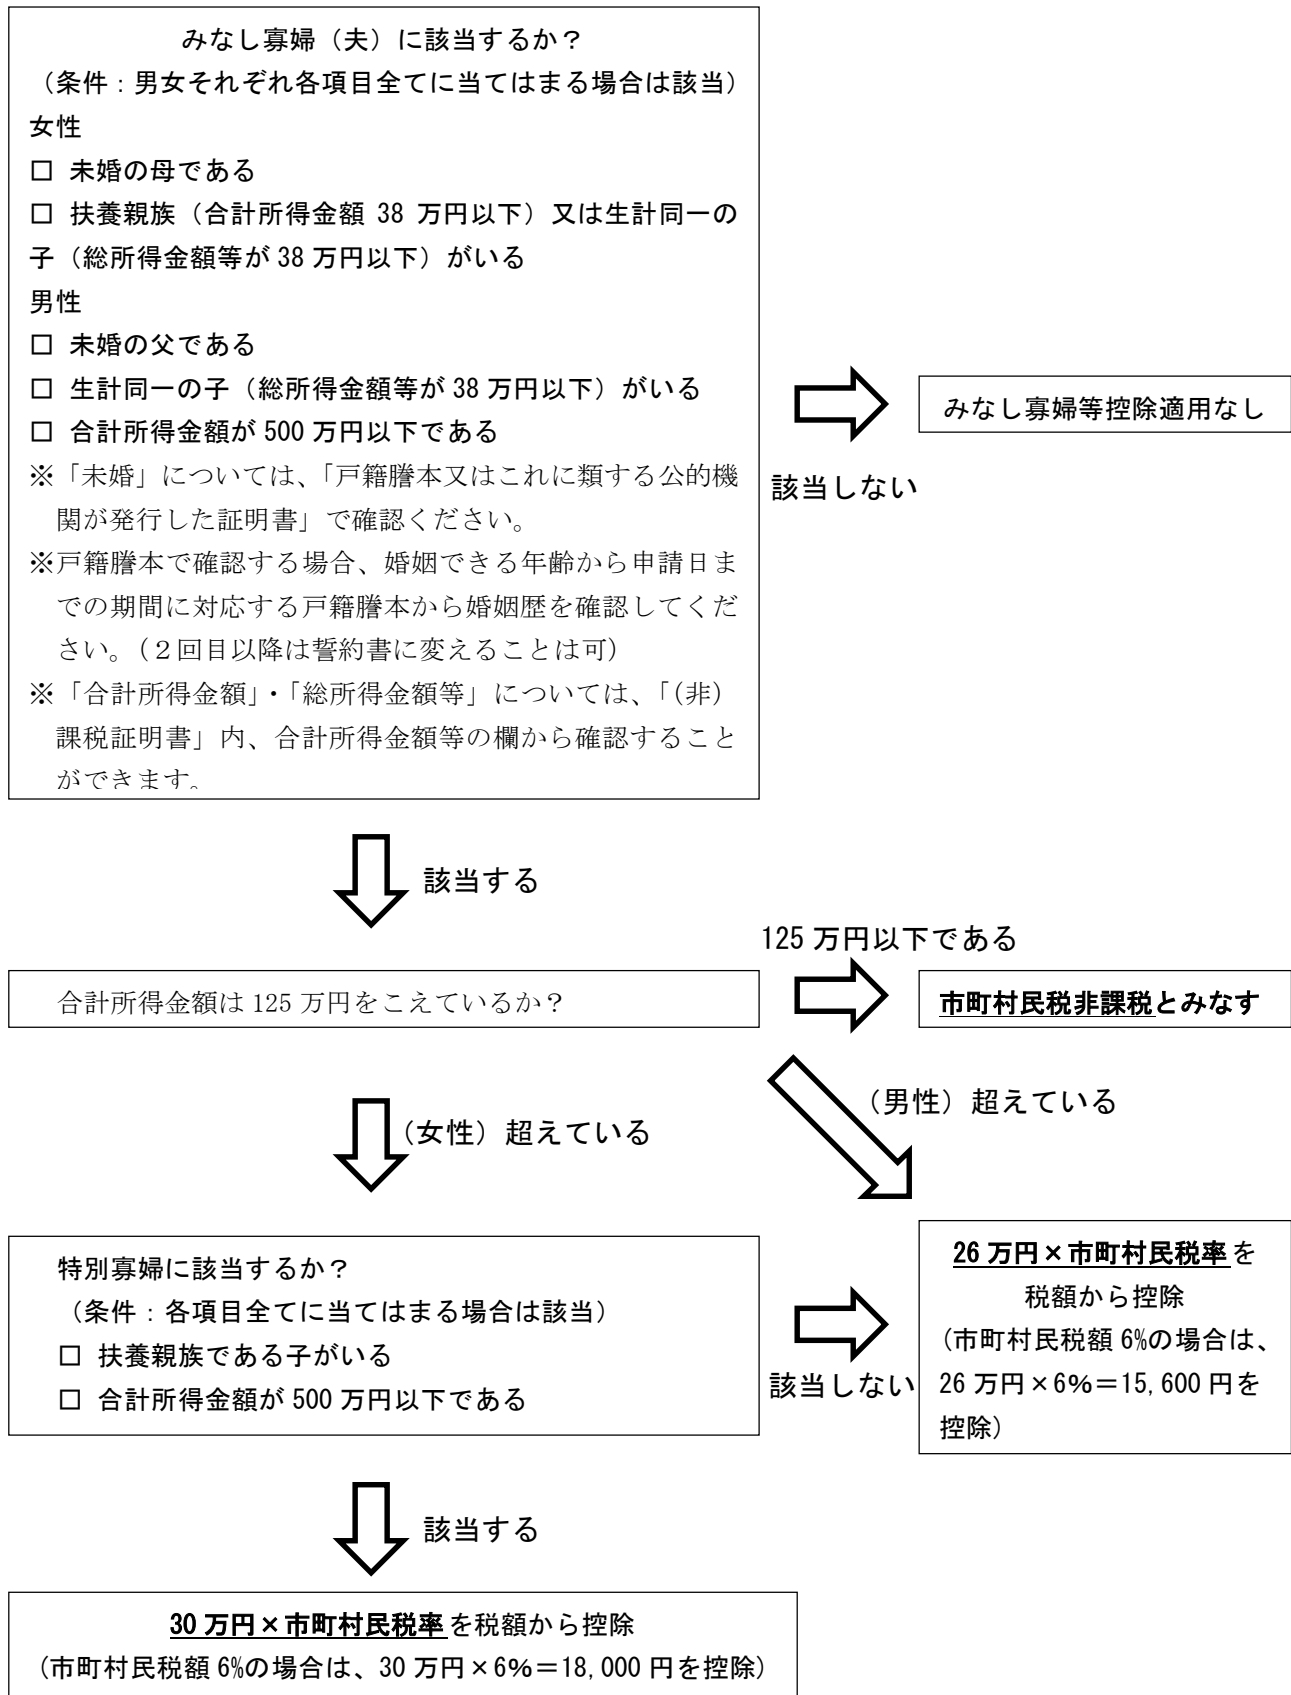 みなし寡婦（夫）に該当するか？
（条件：男女それぞれ各項目全てに当てはまる場合は該当）
女性
□ 未婚の母である
□ 扶養親族（合計所得金額 38 万円以下）又は生計同一の
子（総所得金額等が 38 万円以下）がいる
男性
□ 未婚の父である
□ 生計同一の子（総所得金額等が 38 万円以下）がいる
□ 合計所得金額が 500 万円以下である
※「未婚」については、「戸籍謄本又はこれに類する公的機
関が発行した証明書」で確認ください。
※戸籍謄本で確認する場合、婚姻できる年齢から申請日ま
での期間に対応する戸籍謄本から婚姻歴を確認してくだ
さい。（２回目以降は誓約書に変えることは可）
※「合計所得金額」・「総所得金額等」については、「（非）
課税証明書」内、合計所得金額等の欄から確認すること
ができます。
該当しない
みなし寡婦等控除適用なし
該当する
125 万円以下である
合計所得金額は 125 万円をこえているか？
市町村民税非課税とみなす
（男性）超えている
（女性）超えている
特別寡婦に該当するか？
（条件：各項目全てに当てはまる場合は該当）
□ 扶養親族である子がいる
□ 合計所得金額が 500 万円以下である
該当しない
26 万円×市町村民税率を
税額から控除
（市町村民税額 6%の場合は、
26 万円×6％＝15,600 円を
控除）
該当する
30 万円×市町村民税率を税額から控除
（市町村民税額 6%の場合は、30 万円×6％＝18,000 円を控除）